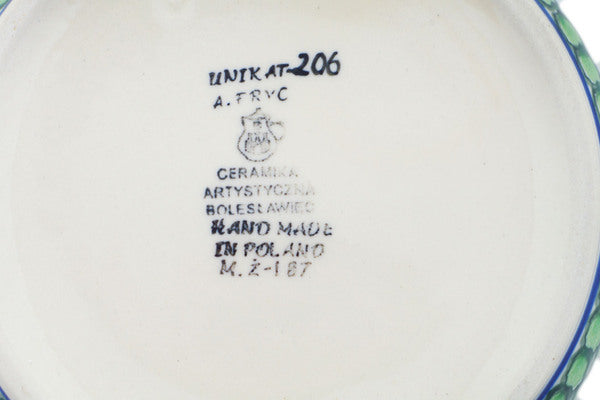 UNIKAT-206
A. FRYC
CERAMIKA
ARTYSTYCZNA
BOLESŁAWIEC
HAND MADE
IN POLAND
M. Ż-187